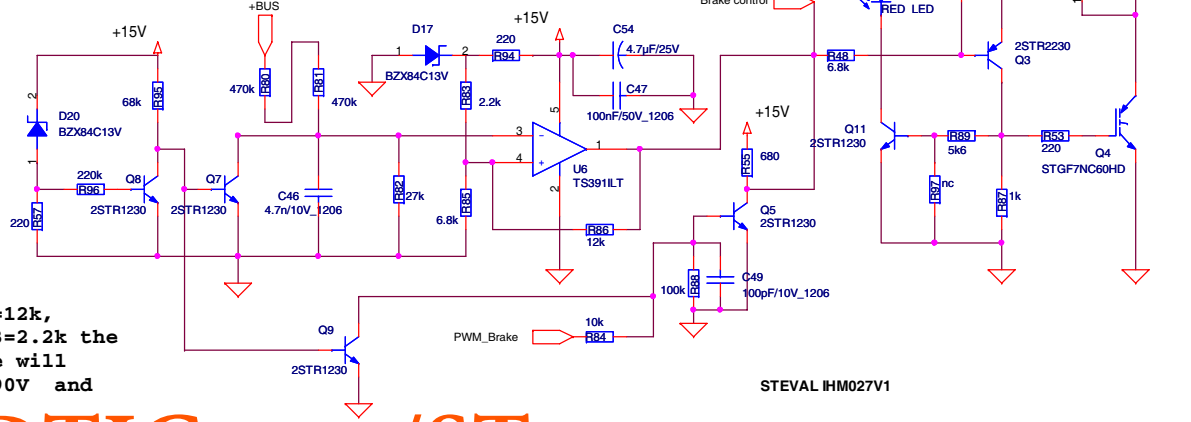 +BUS
Brake control
RED LED
+15V
D17
1
2
BZX84C13V
+15V
220
R94
C54
4.7µF/25V
R48
6.8k
2STR2230
Q3
2
D20
BZX84C13V
1
68k
R95
470k
R80
R81
470k
R83
2.2k
C47
100nF/50V_1206
+15V
5
3
4
1
2
U6
TS391ILT
R55
680
Q11
2STR1230
R89
5k6
R53
220
Q4
STGF7NC60HD
220k
R96
Q8
2STR1230
Q7
2STR1230
C46
4.7n/10V_1206
R82
27k
6.8k
R85
R86
12k
Q5
2STR1230
R97
nc
R87
1k
220
R57
100k
R88
C49
100pF/10V_1206
=12k,
=2.2k the
will
and
Q9
2STR1230
PWM_Brake
10k
R84
STEVAL IHM027V1